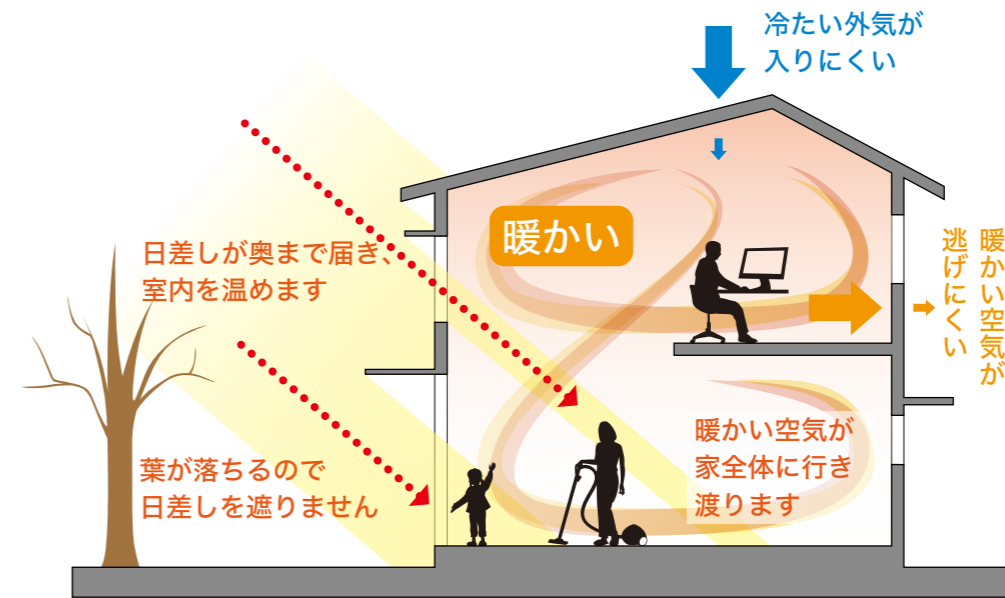 冷たい外気が
入りにくい
暖かい
日差しが奥まで届き、
室内を温めます
暖かい空気が
逃げにくい
葉が落ちるので
日差しを遮りません
暖かい空気が
家全体に行き
渡ります